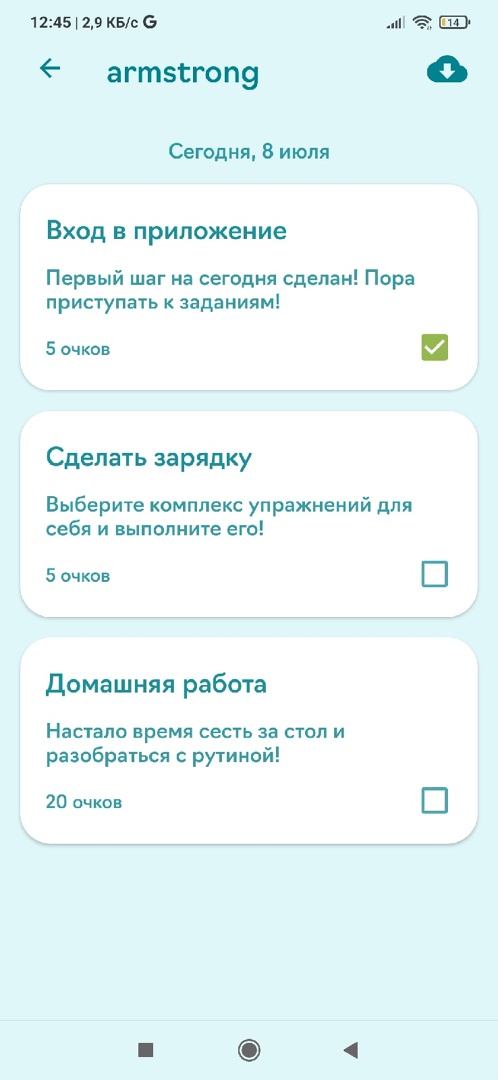 12:45 | 2,9 КБ/с G
14
armstrong
Сегодня, 8 июля
Вход в приложение
Первый шаг на сегодня сделан! Пора
приступать к заданиям!
5 очков
Сделать зарядку
Выберите комплекс упражнений для
себя и выполните его!
5 очков
Домашняя работа
Настало время сесть за стол и
разобраться с рутиной!
20 очков